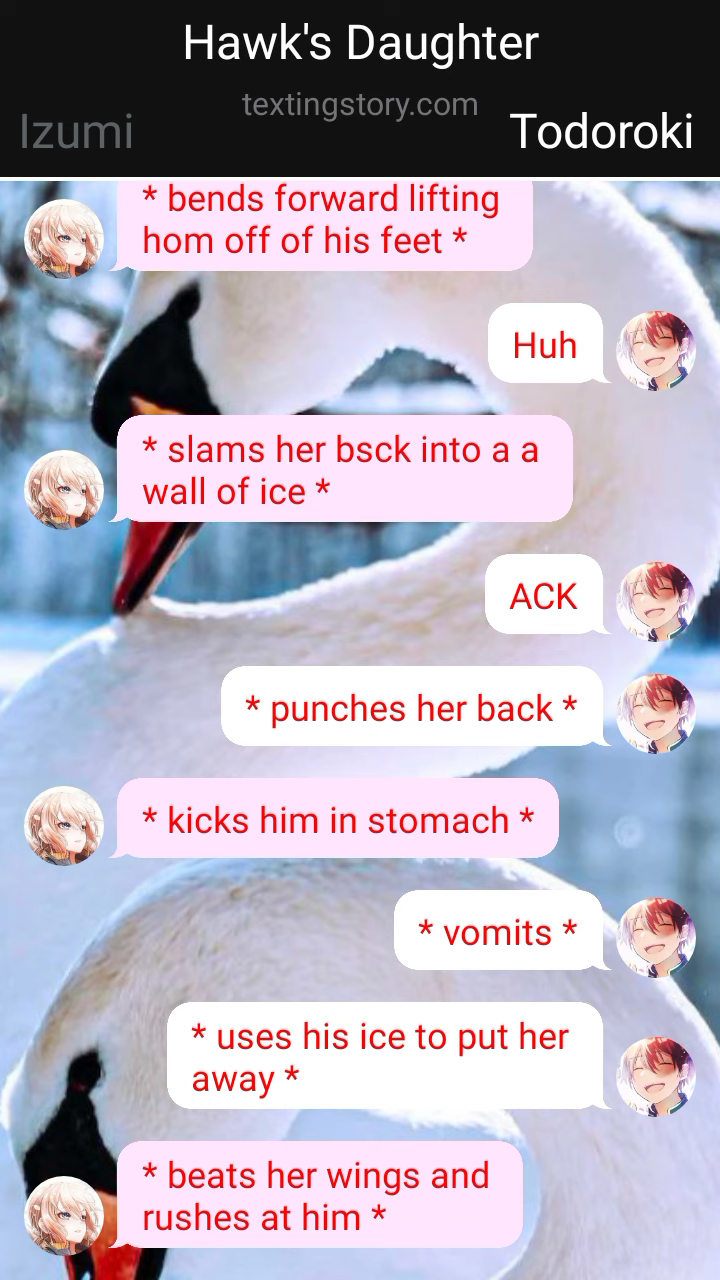 Hawk's Daughter
textingstory.com
Izumi
Todoroki
* bends forward lifting
hom off of his feet *
Huh
* slams her bsck into a a
wall of ice *
ACK
* punches her back *
* kicks him in stomach *
* vomits *
* uses his ice to put her
away *
* beats her wings and
rushes at him *